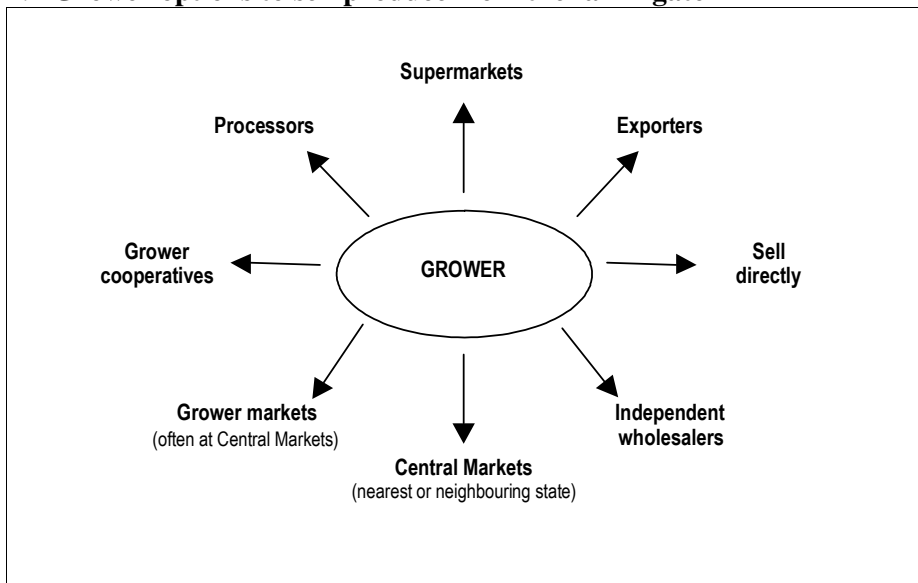 Supermarkets
Processors
Exporters
Grower
cooperatives
GROWER
Sell
directly
Grower markets
(often at Central Markets)
Independent
wholesalers
Central Markets
(nearest or neighbouring state)